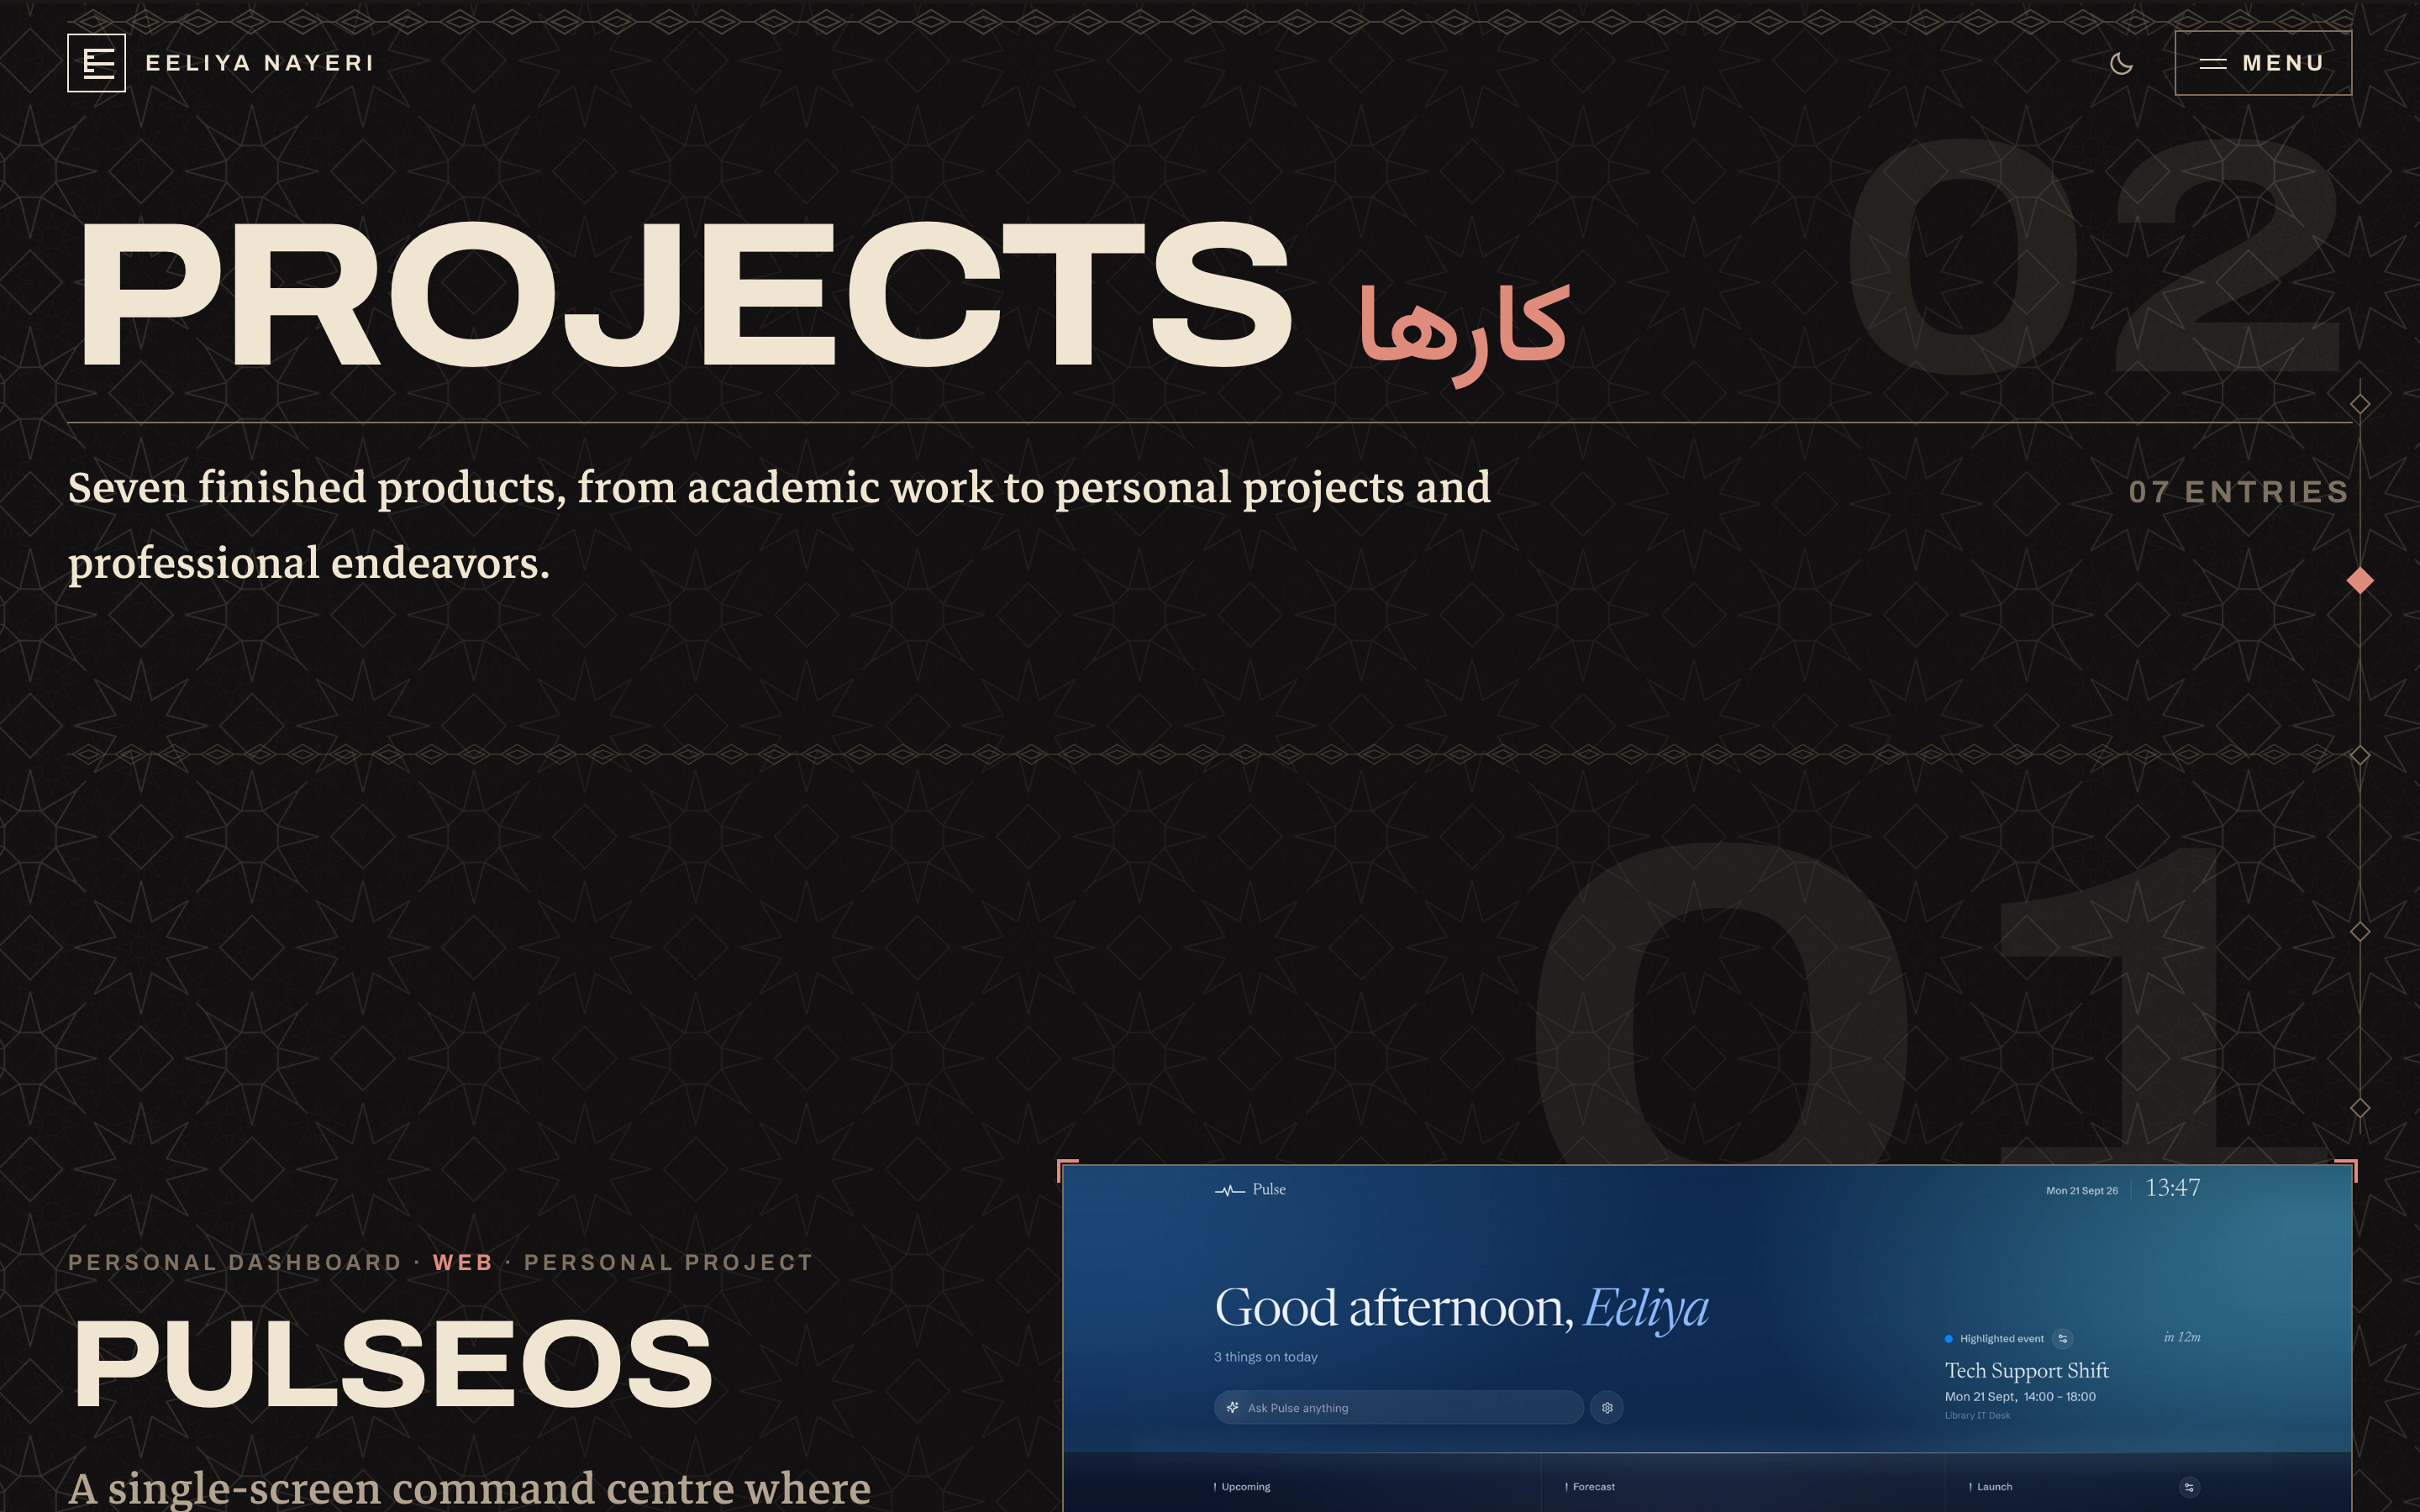 EELIYA NAYERI
MENU
02
PROJECTS کارها
Seven finished products, from academic work to personal projects and
professional endeavors.
07 ENTRIES
01
PERSONAL DASHBOARD · WEB · PERSONAL PROJECT
PULSEOS
A single-screen command centre where
Pulse
Mon 21 Sept 26
13:47
Good afternoon, Eeliya
3 things on today
Ask Pulse anything
Highlighted event
in 12m
Tech Support Shift
Mon 21 Sept, 14:00 – 18:00
Library IT Desk
Upcoming
Forecast
Launch